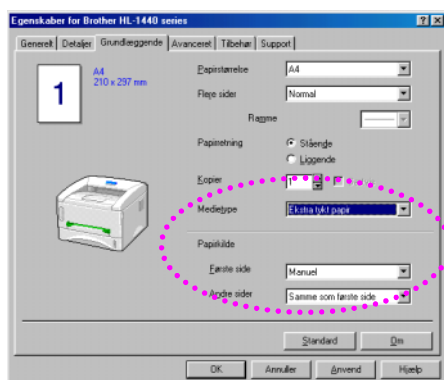 Egenskaber for Brother HL-1440 series
Generelt Detaljer Grundlæggende Avanceret Tilbehør Support
1
A4
210 x 297 mm
Papirstørrelse A4
Flere sider Normal
Ramme
Papirretning Stående
Liggende
Kopier 1
Medietype Ekstra tykt papir
Papirkilde
Første side Manuel
Andre sider Samme som første side
Standard Om
OK Annuller Anvend Hjælp